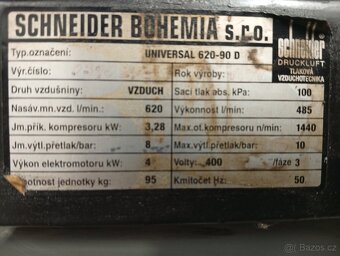 SCHNEIDER BOHEMIA s.r.o.
schneider
DRUCKLUFT
TLAKOVÁ
VZDUCHOTECHNIKA
Typ.označení: UNIVERSAL 620-90 D
Výr.číslo: Rok výroby:
Druh vzdušniny: VZDUCH Sací tlak abs. kPa: 100
Nasáv.mn.vzd. l/min.: 620 Výkonnost l/min: 485
Jm.přík. kompresoru kW: 3,28 Max.ot.kompresoru n/min: 1440
Jm.výtl.přetlak/bar: 8 Max.výtl.přetlak/bar: 10
Výkon elektromotoru kW: 4 Volty: 400 /fáze 3
motnost jednotky kg: 95 Kmitočet Hz: 50
Bazos.cz